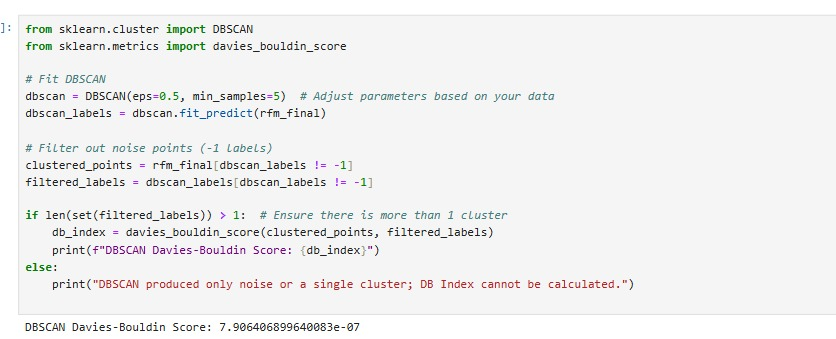 ]:
from sklearn.cluster import DBSCAN
from sklearn.metrics import davies_bouldin_score
# Fit DBSCAN
dbscan = DBSCAN(eps=0.5, min_samples=5)  # Adjust parameters based on your data
dbscan_labels = dbscan.fit_predict(rfm_final)
# Filter out noise points (-1 labels)
clustered_points = rfm_final[dbscan_labels != -1]
filtered_labels = dbscan_labels[dbscan_labels != -1]
if len(set(filtered_labels)) > 1:  # Ensure there is more than 1 cluster
    db_index = davies_bouldin_score(clustered_points, filtered_labels)
    print(f"DBSCAN Davies-Bouldin Score: {db_index}")
else:
    print("DBSCAN produced only noise or a single cluster; DB Index cannot be calculated.")
DBSCAN Davies-Bouldin Score: 7.906406899640083e-07